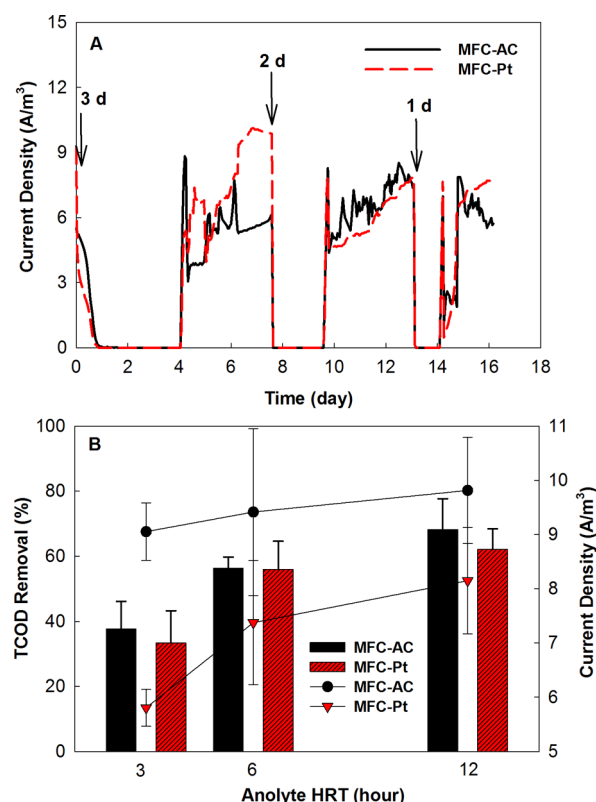 A
MFC-AC
MFC-Pt
3 d
2 d
1 d
15
12
9
6
3
0
Current Density (A/m³)
0 2 4 6 8 10 12 14 16 18
Time (day)
B
100
80
60
40
20
0
TCOD Removal (%)
11
10
9
8
7
6
5
Current Density (A/m³)
MFC-AC
MFC-Pt
MFC-AC
MFC-Pt
3 6 12
Anolyte HRT (hour)